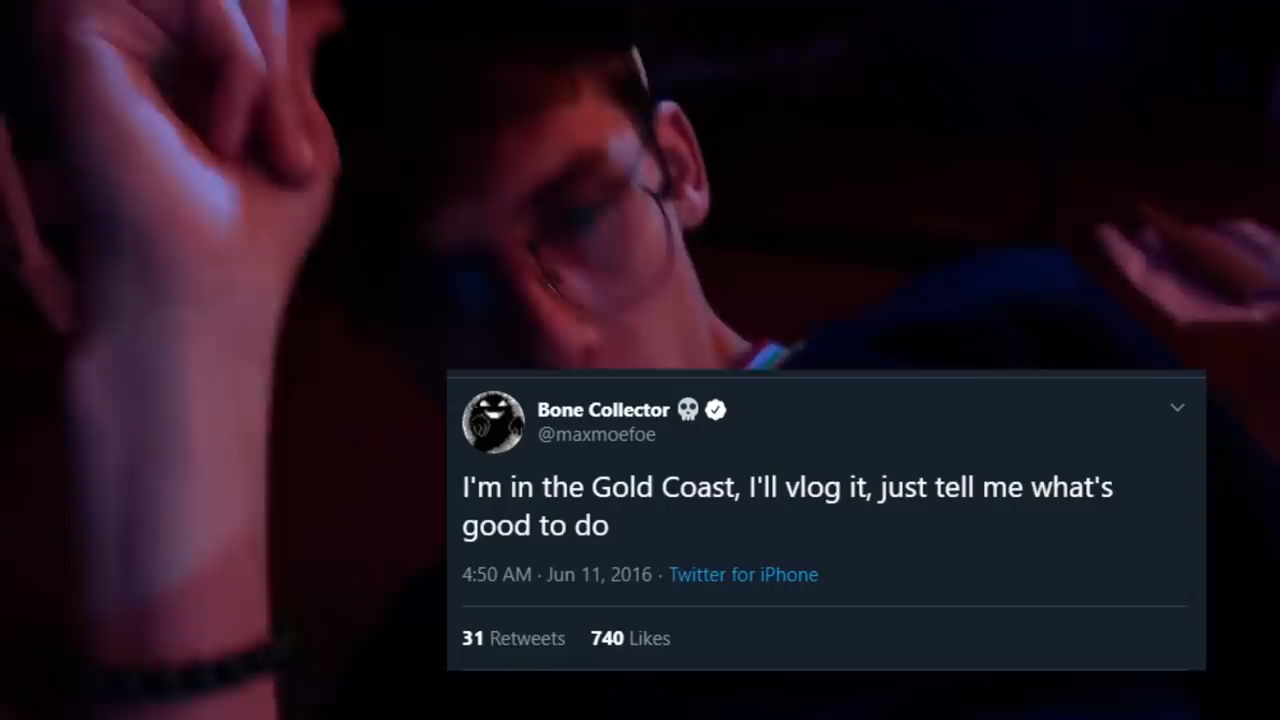 Bone Collector 💀
@maxmoefoe
I'm in the Gold Coast, I'll vlog it, just tell me what's
good to do
4:50 AM · Jun 11, 2016 · Twitter for iPhone
31 Retweets 740 Likes